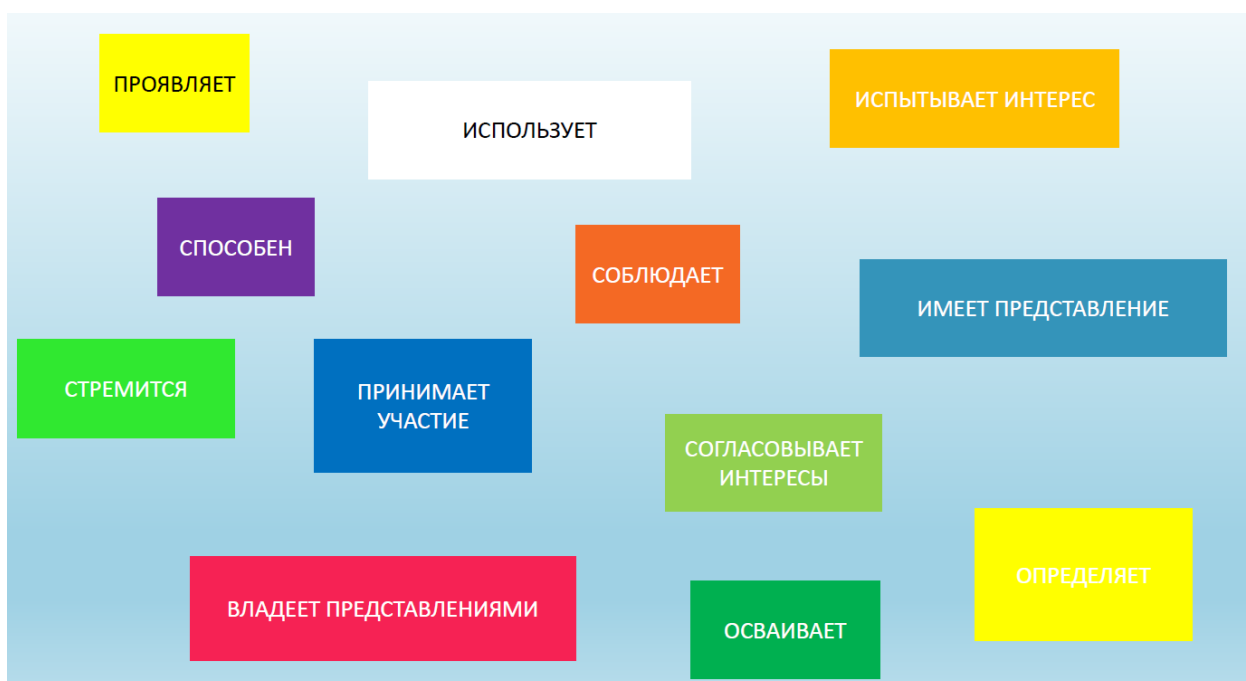 ПРОЯВЛЯЕТ
ИСПОЛЬЗУЕТ
ИСПЫТЫВАЕТ ИНТЕРЕС
СПОСОБЕН
СОБЛЮДАЕТ
ИМЕЕТ ПРЕДСТАВЛЕНИЕ
СТРЕМИТСЯ
ПРИНИМАЕТ
УЧАСТИЕ
СОГЛАСОВЫВАЕТ
ИНТЕРЕСЫ
ОПРЕДЕЛЯЕТ
ВЛАДЕЕТ ПРЕДСТАВЛЕНИЯМИ
ОСВАИВАЕТ